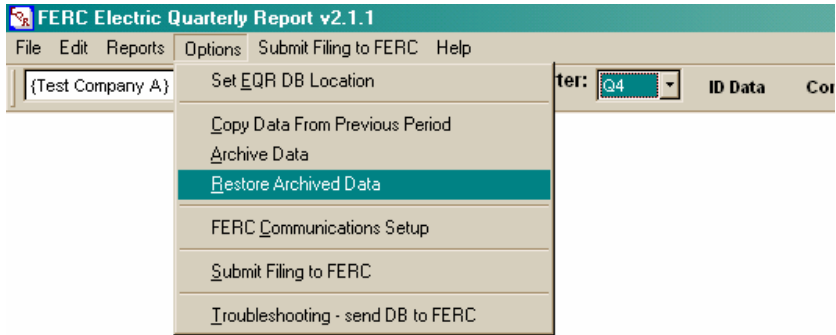 FERC Electric Quarterly Report v2.1.1
File Edit Reports Options Submit Filing to FERC Help
{Test Company A} ter: Q4 ID Data Con
Set EQR DB Location
Copy Data From Previous Period
Archive Data
Restore Archived Data
FERC Communications Setup
Submit Filing to FERC
Troubleshooting - send DB to FERC